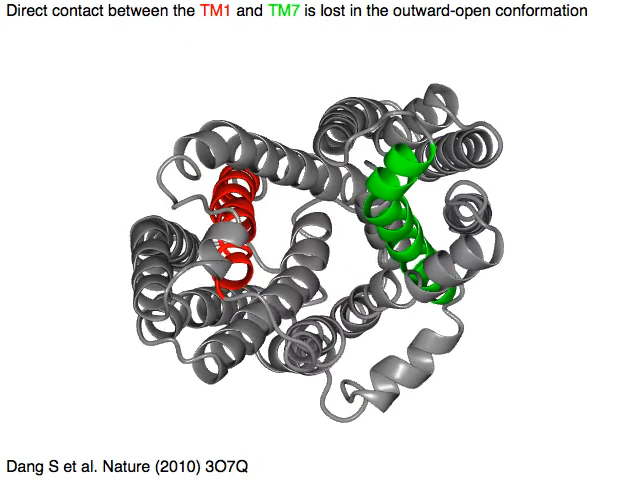 Direct contact between the TM1 and TM7 is lost in the outward-open conformation
Dang S et al. Nature (2010) 3O7Q